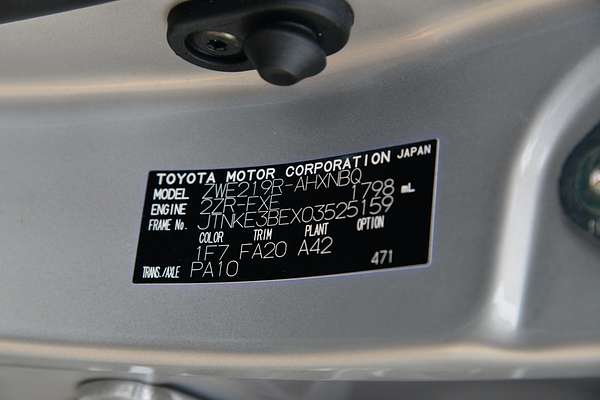 TOYOTA MOTOR CORPORATION JAPAN
MODEL ZWE219R-AHXNBQ
ENGINE 2ZR-FXE 1798 mL
FRAME No. JTNKE3BEX03525159
COLOR TRIM PLANT OPTION
1F7 FA20 A42
TRANS./AXLE PA10 471